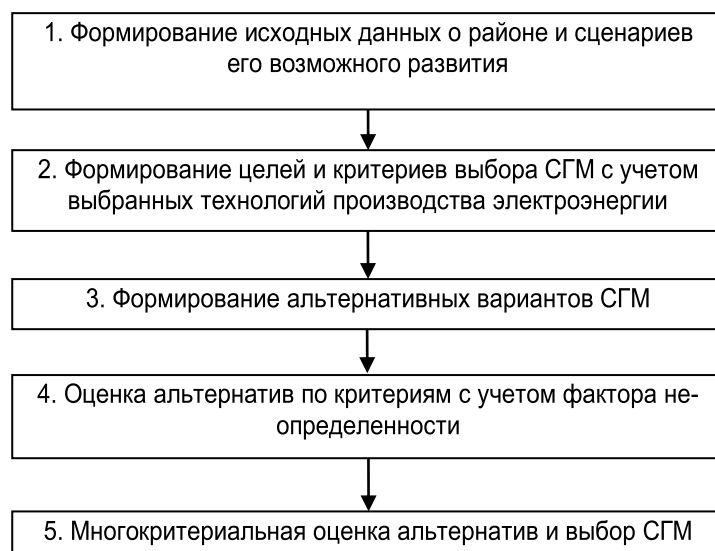 1. Формирование исходных данных о районе и сценариев
его возможного развития
2. Формирование целей и критериев выбора СГМ с учетом
выбранных технологий производства электроэнергии
3. Формирование альтернативных вариантов СГМ
4. Оценка альтернатив по критериям с учетом фактора не-
определенности
5. Многокритериальная оценка альтернатив и выбор СГМ